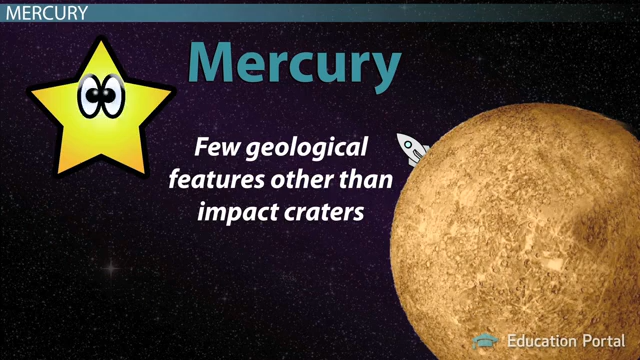 MERCURY
Mercury
Few geological
features other than
impact craters
Education Portal